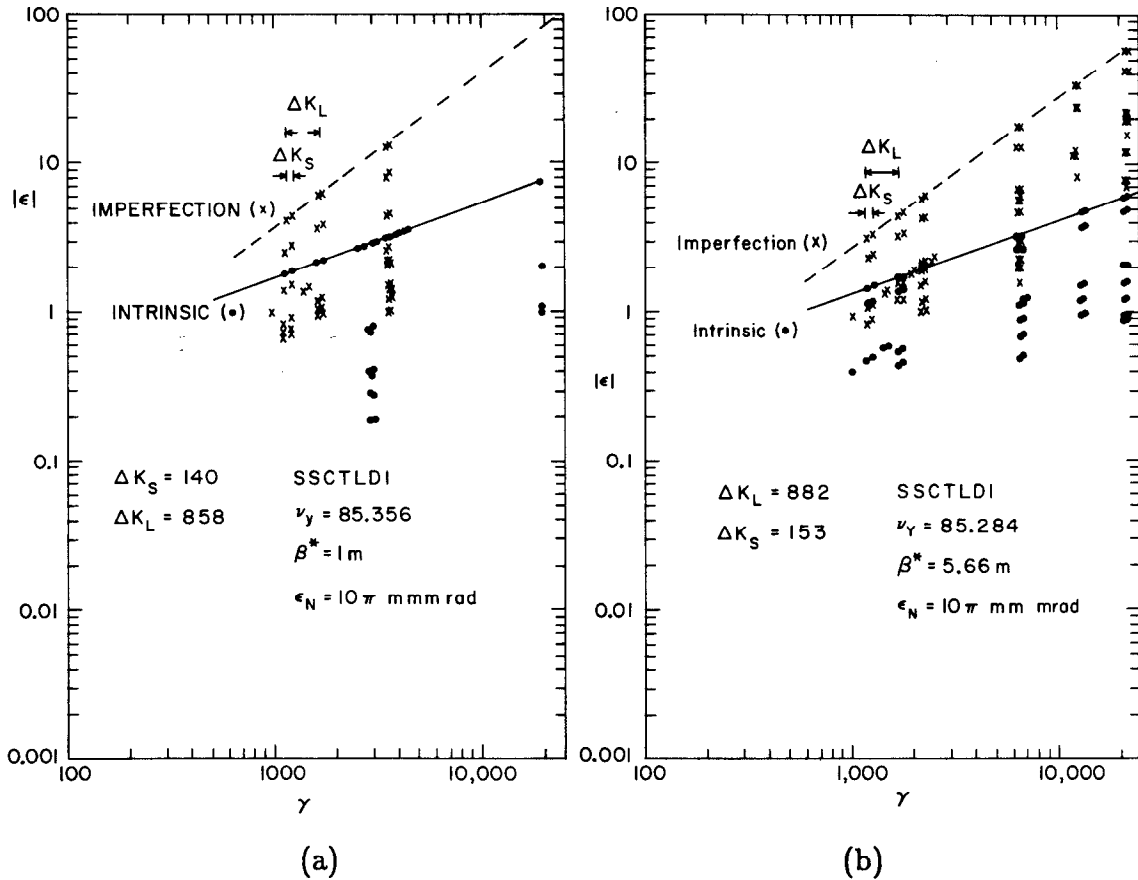 100
10
|ε|
1
0.1
0.01
0.001
100
1000
10,000
γ
ΔK_L
ΔK_S
IMPERFECTION (x)
INTRINSIC (•)
ΔK_S = 140
ΔK_L = 858
SSCTLD1
ν_y = 85.356
β* = 1 m
ε_N = 10π mmm rad
(a)
100
10
1
|ε|
0.1
0.01
0.001
100
1,000
10,000
γ
ΔK_L
ΔK_S
Imperfection (x)
Intrinsic (•)
ΔK_L = 882
ΔK_S = 153
SSCTLD1
ν_Y = 85.284
β* = 5.66 m
ε_N = 10π mm mrad
(b)